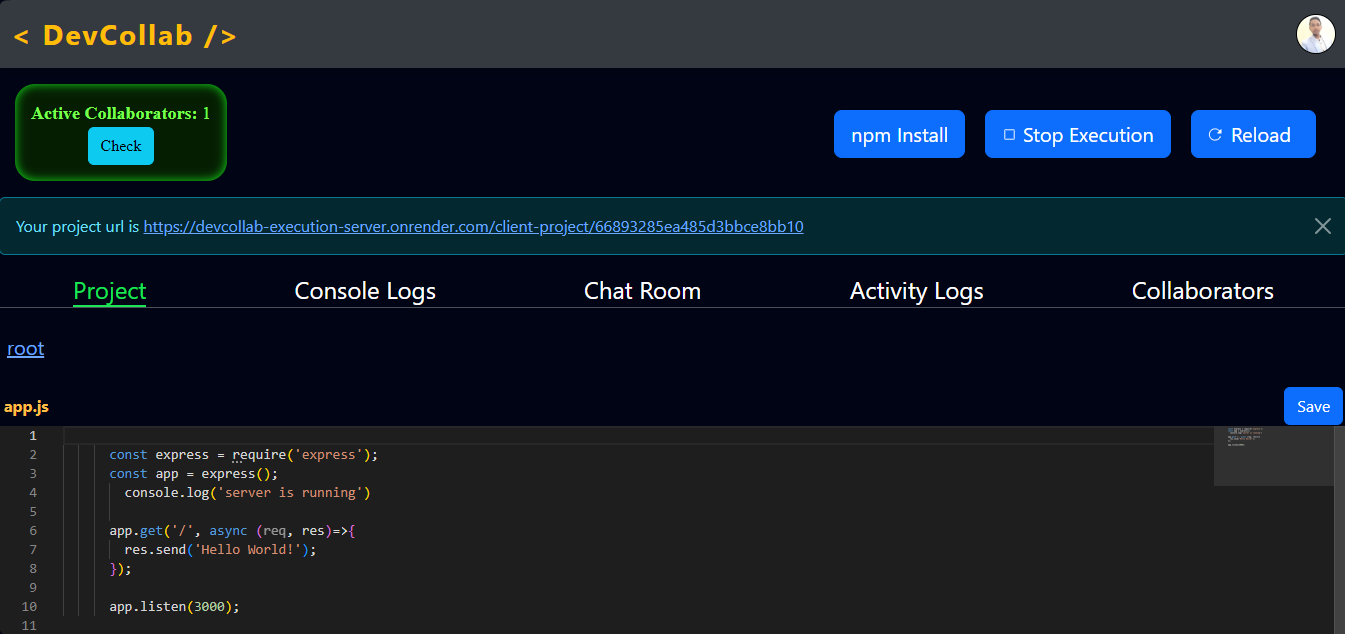 < DevCollab />
Active Collaborators: 1
Check
npm Install
Stop Execution
Reload
Your project url is https://devcollab-execution-server.onrender.com/client-project/66893285ea485d3bbce8bb10
Project
Console Logs
Chat Room
Activity Logs
Collaborators
root
app.js
Save
1
2 const express = require('express');
3 const app = express();
4 console.log('server is running')
5
6 app.get('/', async (req, res)=>{
7 res.send('Hello World!');
8 });
9
10 app.listen(3000);
11